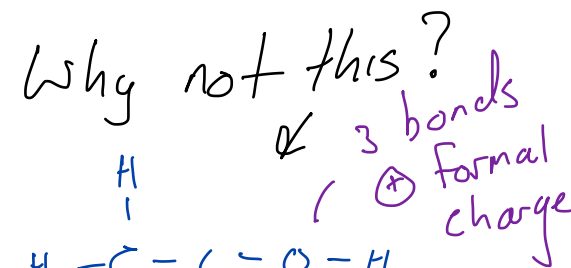 Why not this?
3 bonds
+ formal
charge
H
H - C - C - O - H